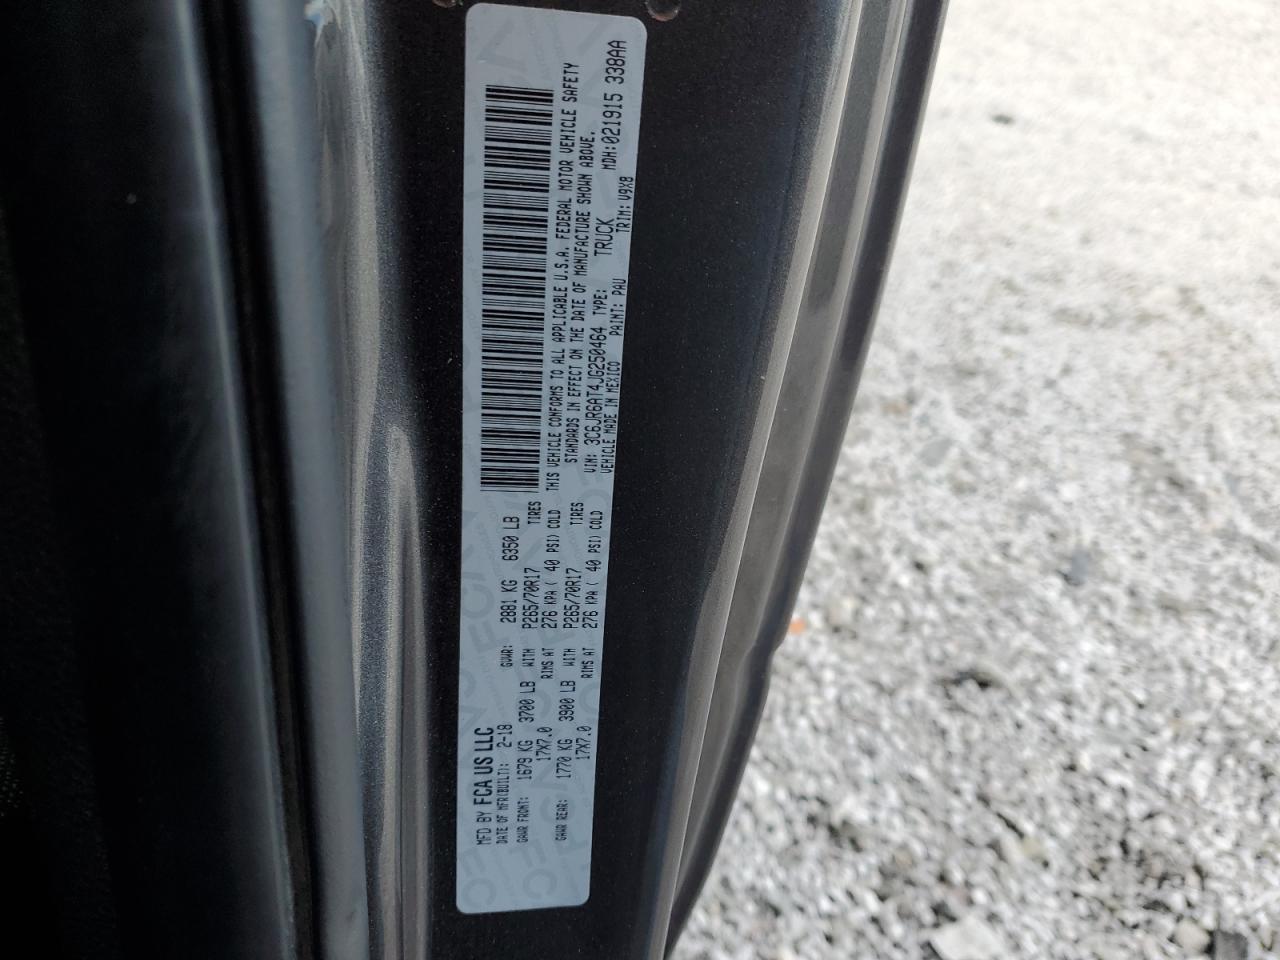 MFD BY FCA US LLC
DATE OF MFR(BUILT): 2-18 GVWR: 2881 KG 6350 LB
GAWR FRONT: 1679 KG 3700 LB WITH P265/70R17 TIRES
17X7.0 RIMS AT 276 KPA ( 40 PSI) COLD
GAWR REAR: 1770 KG 3900 LB WITH P265/70R17 TIRES
17X7.0 RIMS AT 276 KPA ( 40 PSI) COLD
THIS VEHICLE CONFORMS TO ALL APPLICABLE U.S.A. FEDERAL MOTOR VEHICLE SAFETY
STANDARDS IN EFFECT ON THE DATE OF MANUFACTURE SHOWN ABOVE.
VIN: 3C6JR6AT4JG250464 TYPE: TRUCK MDH:021915 338AA
VEHICLE MADE IN MEXICO PAINT: PAU TRIM: V9X8